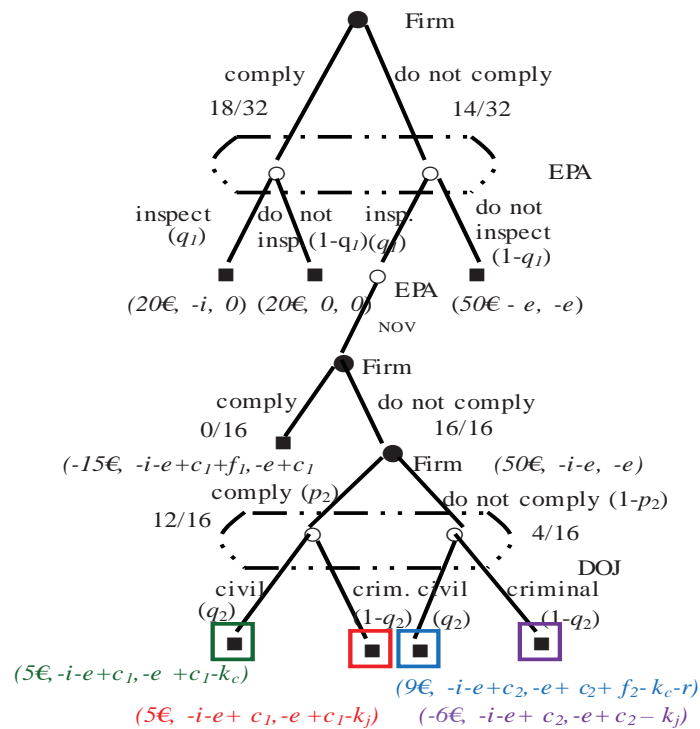 Firm
comply
do not comply
18/32
14/32
EPA
inspect
(q1)
do not
insp.(1-q1)
insp.
(q1)
do not
inspect
(1-q1)
(20€, -i, 0) (20€, 0, 0)
EPA
(50€ - e, -e)
NOV
Firm
comply
do not comply
0/16
16/16
(-15€, -i-e+c1+f1,-e+c1
Firm
(50€, -i-e, -e)
comply (p2)
do not comply (1-p2)
12/16
4/16
DOJ
civil
(q2)
crim.
(1-q2)
civil
(q2)
criminal
(1-q2)
(5€,-i-e+c1,-e +c1-kc)
(9€, -i-e+c2,-e+ c2+ f2-kc-r)
(5€, -i-e+ c1,-e +c1-kj)
(-6€, -i-e+ c2,-e+ c2– kj)